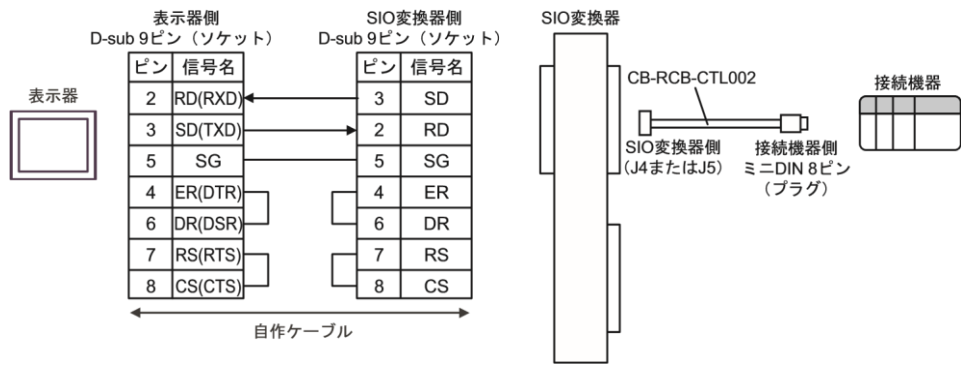 表示器
表示器側
D-sub 9ピン（ソケット）
ピン 信号名
2 RD(RXD)
3 SD(TXD)
5 SG
4 ER(DTR)
6 DR(DSR)
7 RS(RTS)
8 CS(CTS)
SIO変換器側
D-sub 9ピン（ソケット）
ピン 信号名
3 SD
2 RD
5 SG
4 ER
6 DR
7 RS
8 CS
自作ケーブル
SIO変換器
CB-RCB-CTL002
SIO変換器側
(J4またはJ5)
接続機器側
ミニDIN 8ピン
（プラグ）
接続機器